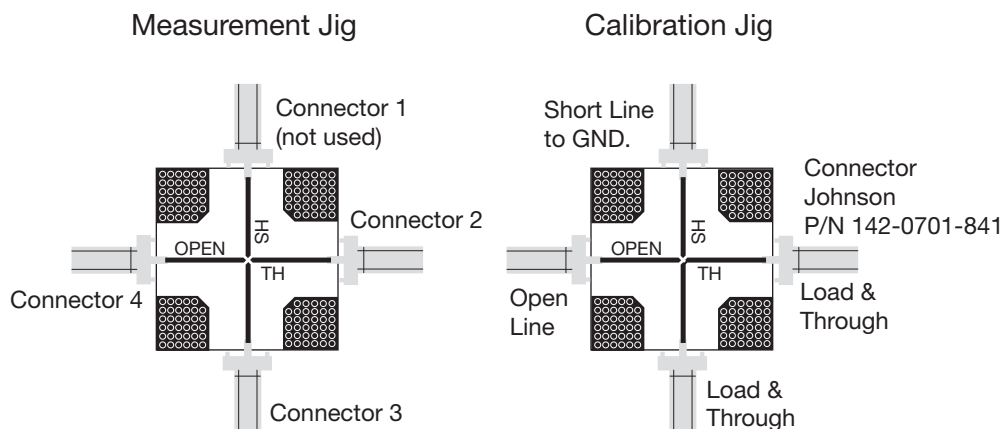 Measurement Jig
Connector 1
(not used)
SH
Connector 2
OPEN
TH
Connector 4
Connector 3
Calibration Jig
Short Line
to GND.
Connector
Johnson
P/N 142-0701-841
SH
OPEN
TH
Open
Line
Load &
Through
Load &
Through